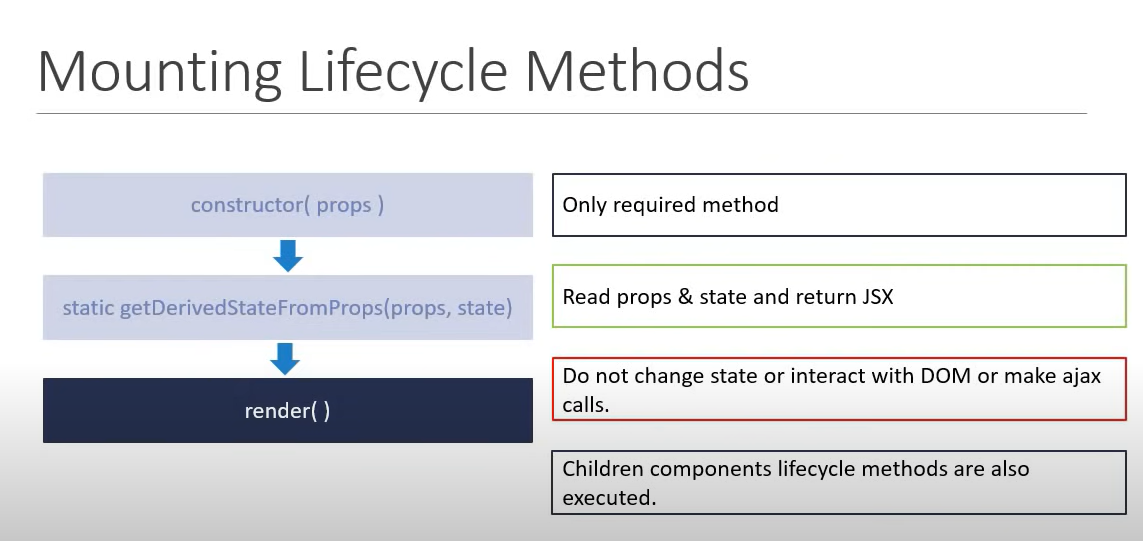 Mounting Lifecycle Methods
constructor( props )
Only required method
static getDerivedStateFromProps(props, state)
Read props & state and return JSX
render( )
Do not change state or interact with DOM or make ajax
calls.
Children components lifecycle methods are also
executed.